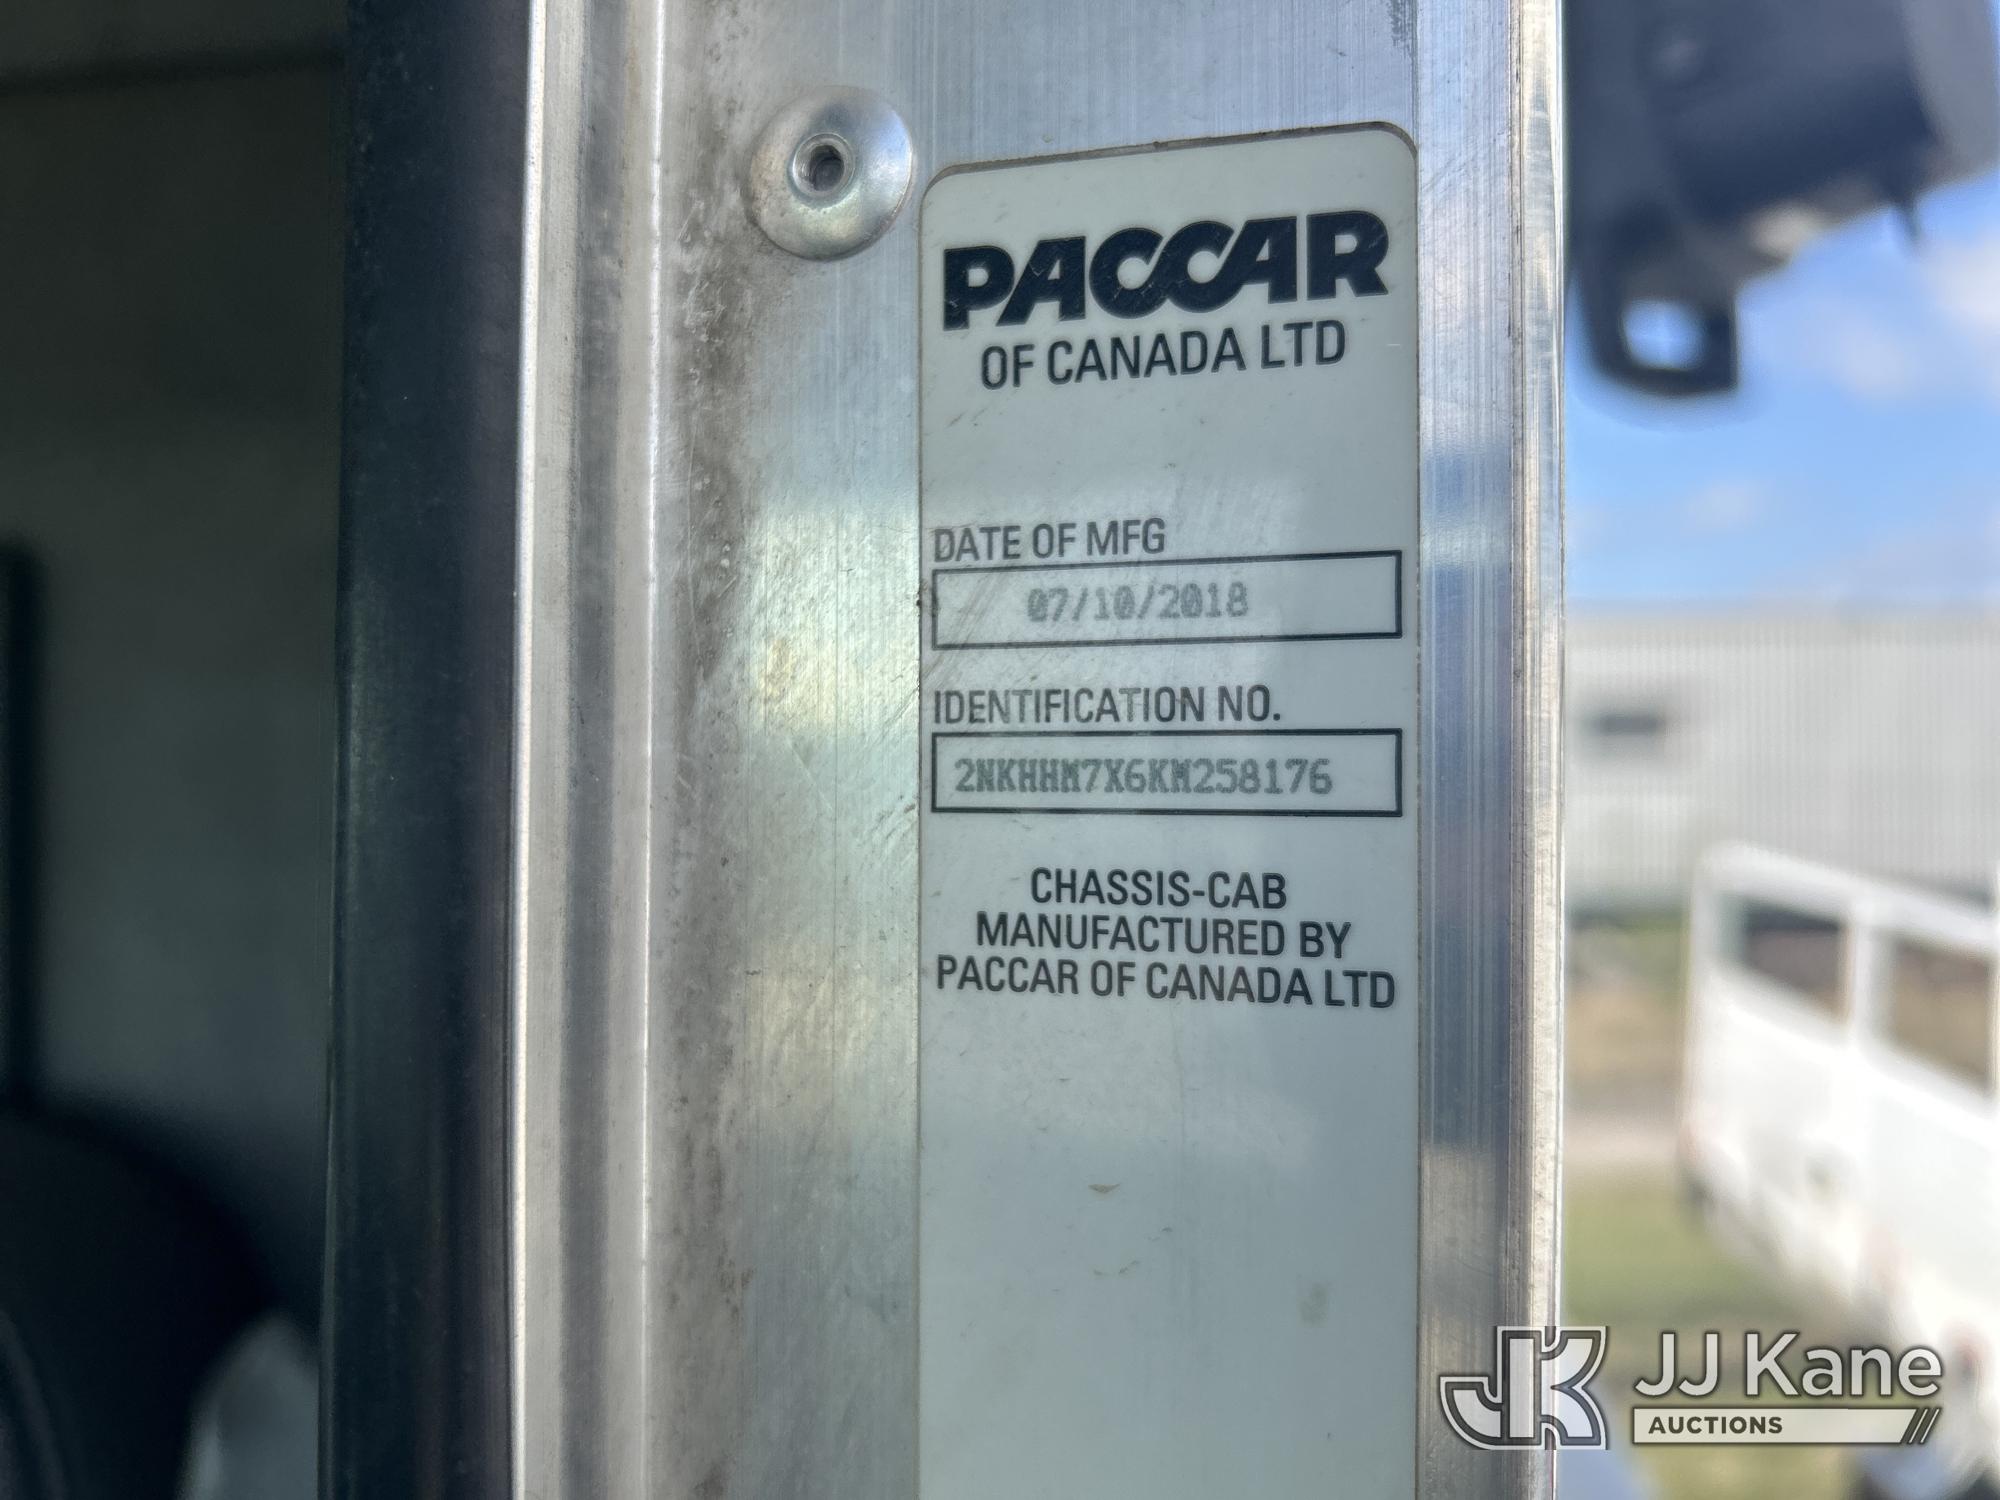 PACCAR
OF CANADA LTD
DATE OF MFG
07/10/2018
IDENTIFICATION NO.
2NKHHM7X6KM258176
CHASSIS-CAB
MANUFACTURED BY
PACCAR OF CANADA LTD
JK JJ Kane
AUCTIONS